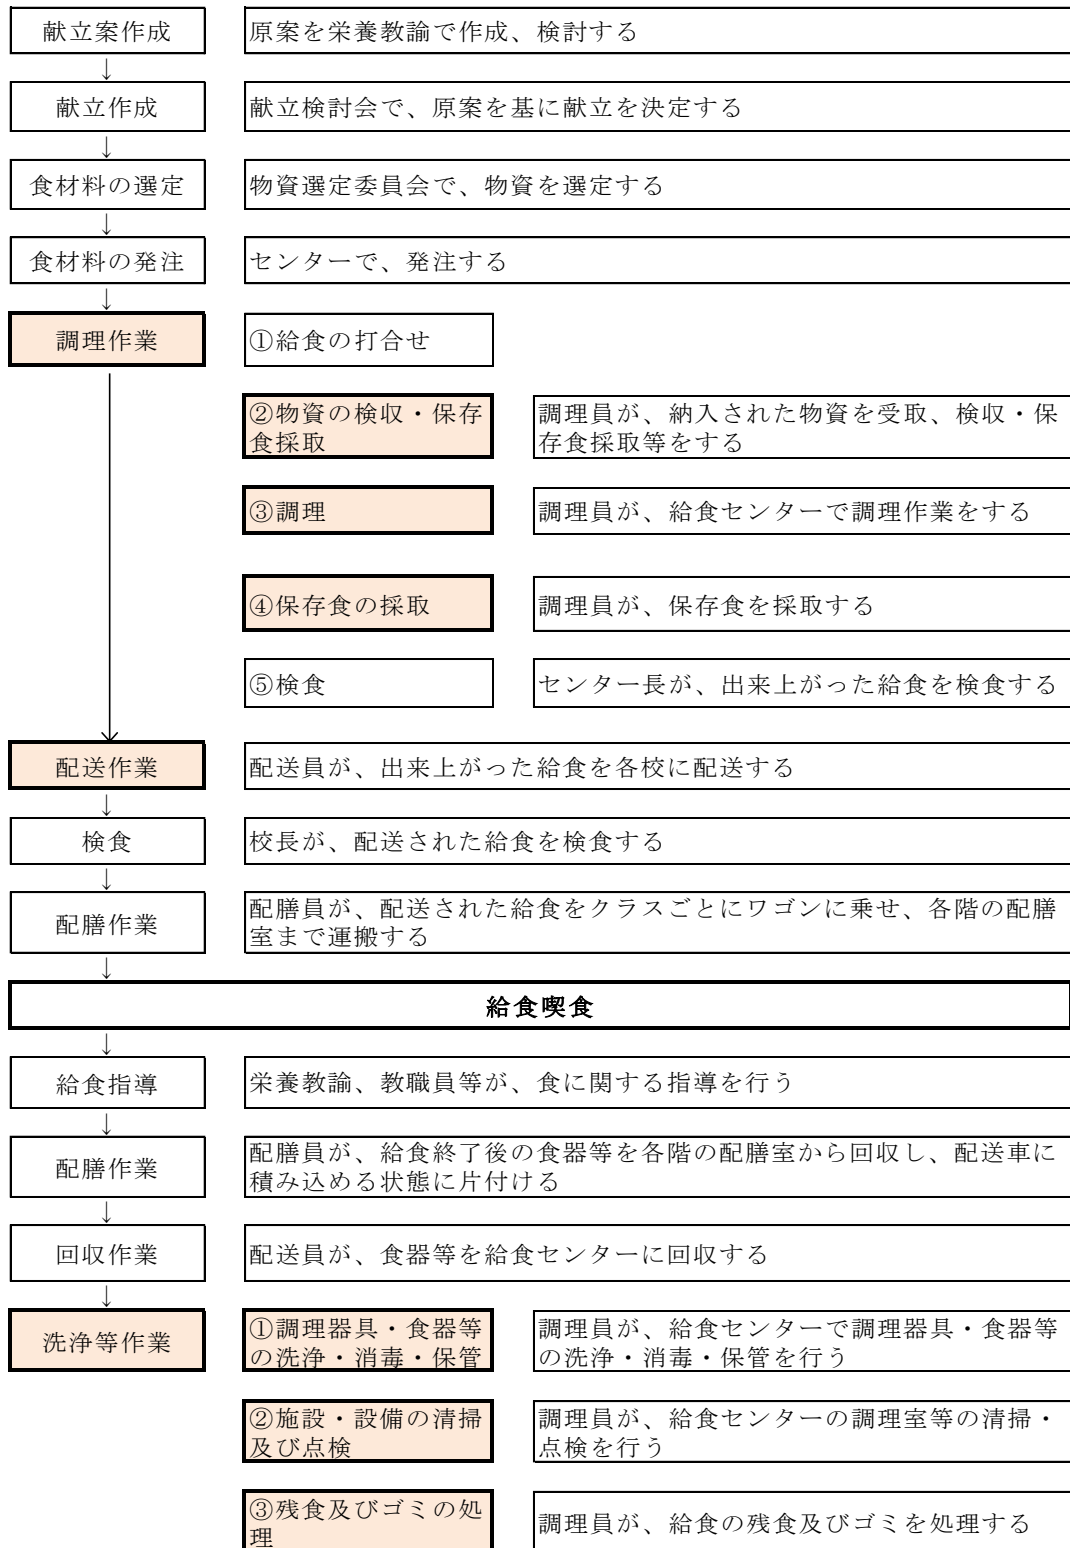 献立案作成 原案を栄養教諭で作成、検討する
↓
献立作成 献立検討会で、原案を基に献立を決定する
↓
食材料の選定 物資選定委員会で、物資を選定する
↓
食材料の発注 センターで、発注する
↓
調理作業 ①給食の打合せ
②物資の検収・保存
食採取
調理員が、納入された物資を受取、検収・保
存食採取等をする
③調理 調理員が、給食センターで調理作業をする
④保存食の採取 調理員が、保存食を採取する
⑤検食 センター長が、出来上がった給食を検食する
配送作業 配送員が、出来上がった給食を各校に配送する
↓
検食 校長が、配送された給食を検食する
↓
配膳作業
配膳員が、配送された給食をクラスごとにワゴンに乗せ、各階の配膳
室まで運搬する
↓
給食喫食
↓
給食指導 栄養教諭、教職員等が、食に関する指導を行う
↓
配膳作業
配膳員が、給食終了後の食器等を各階の配膳室から回収し、配送車に
積み込める状態に片付ける
↓
回収作業 配送員が、食器等を給食センターに回収する
↓
洗浄等作業
①調理器具・食器等
の洗浄・消毒・保管
調理員が、給食センターで調理器具・食器等
の洗浄・消毒・保管を行う
②施設・設備の清掃
及び点検
調理員が、給食センターの調理室等の清掃・
点検を行う
③残食及びゴミの処
理
調理員が、給食の残食及びゴミを処理する